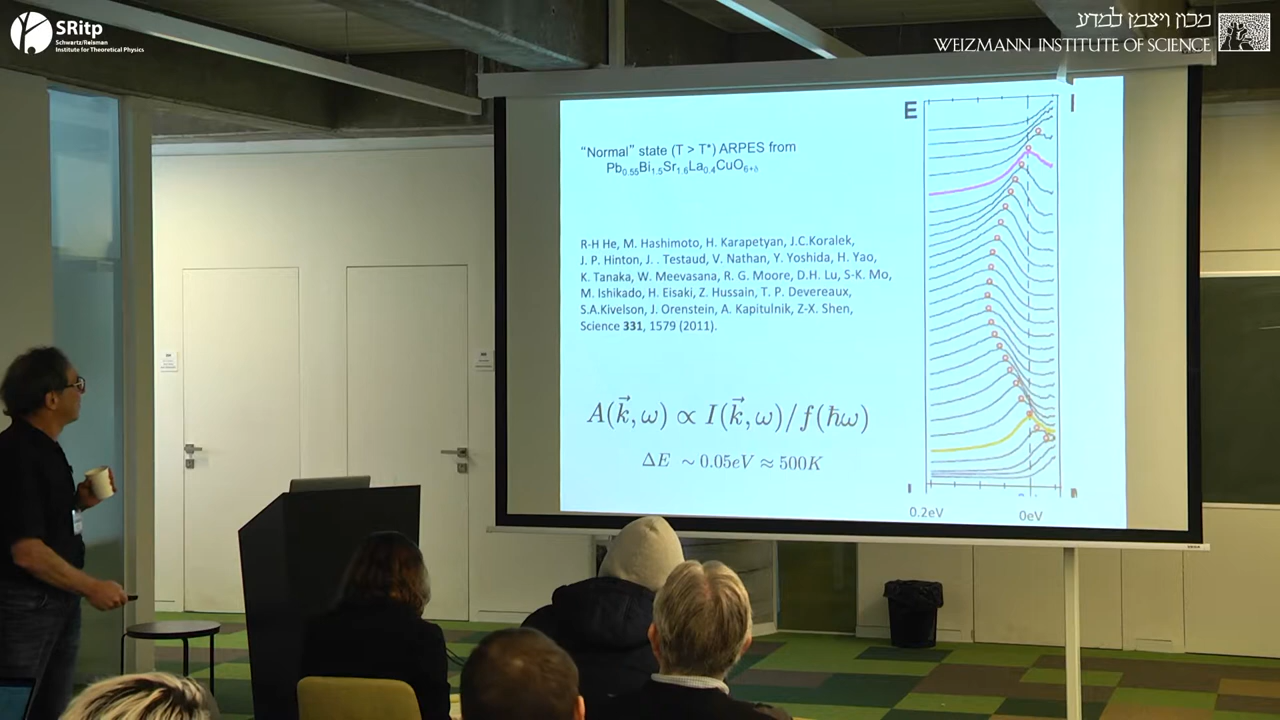 SRitp
Schwartz/Reisman
Institute for Theoretical Physics
מכון ויצמן למדע
WEIZMANN INSTITUTE OF SCIENCE
"Normal" state (T > T*) ARPES from
Pb0.55Bi1.5Sr1.6La0.4CuO6+δ
R-H He, M. Hashimoto, H. Karapetyan, J.C.Koralek,
J. P. Hinton, J. . Testaud, V. Nathan, Y. Yoshida, H. Yao,
K. Tanaka, W. Meevasana, R. G. Moore, D.H. Lu, S-K. Mo,
M. Ishikado, H. Eisaki, Z. Hussain, T. P. Devereaux,
S.A.Kivelson, J. Orenstein, A. Kapitulnik, Z-X. Shen,
Science 331, 1579 (2011).
A(k⃗, ω) ∝ I(k⃗, ω)/f(ħω)
ΔE ~ 0.05eV ≈ 500K
E
0.2eV
0eV